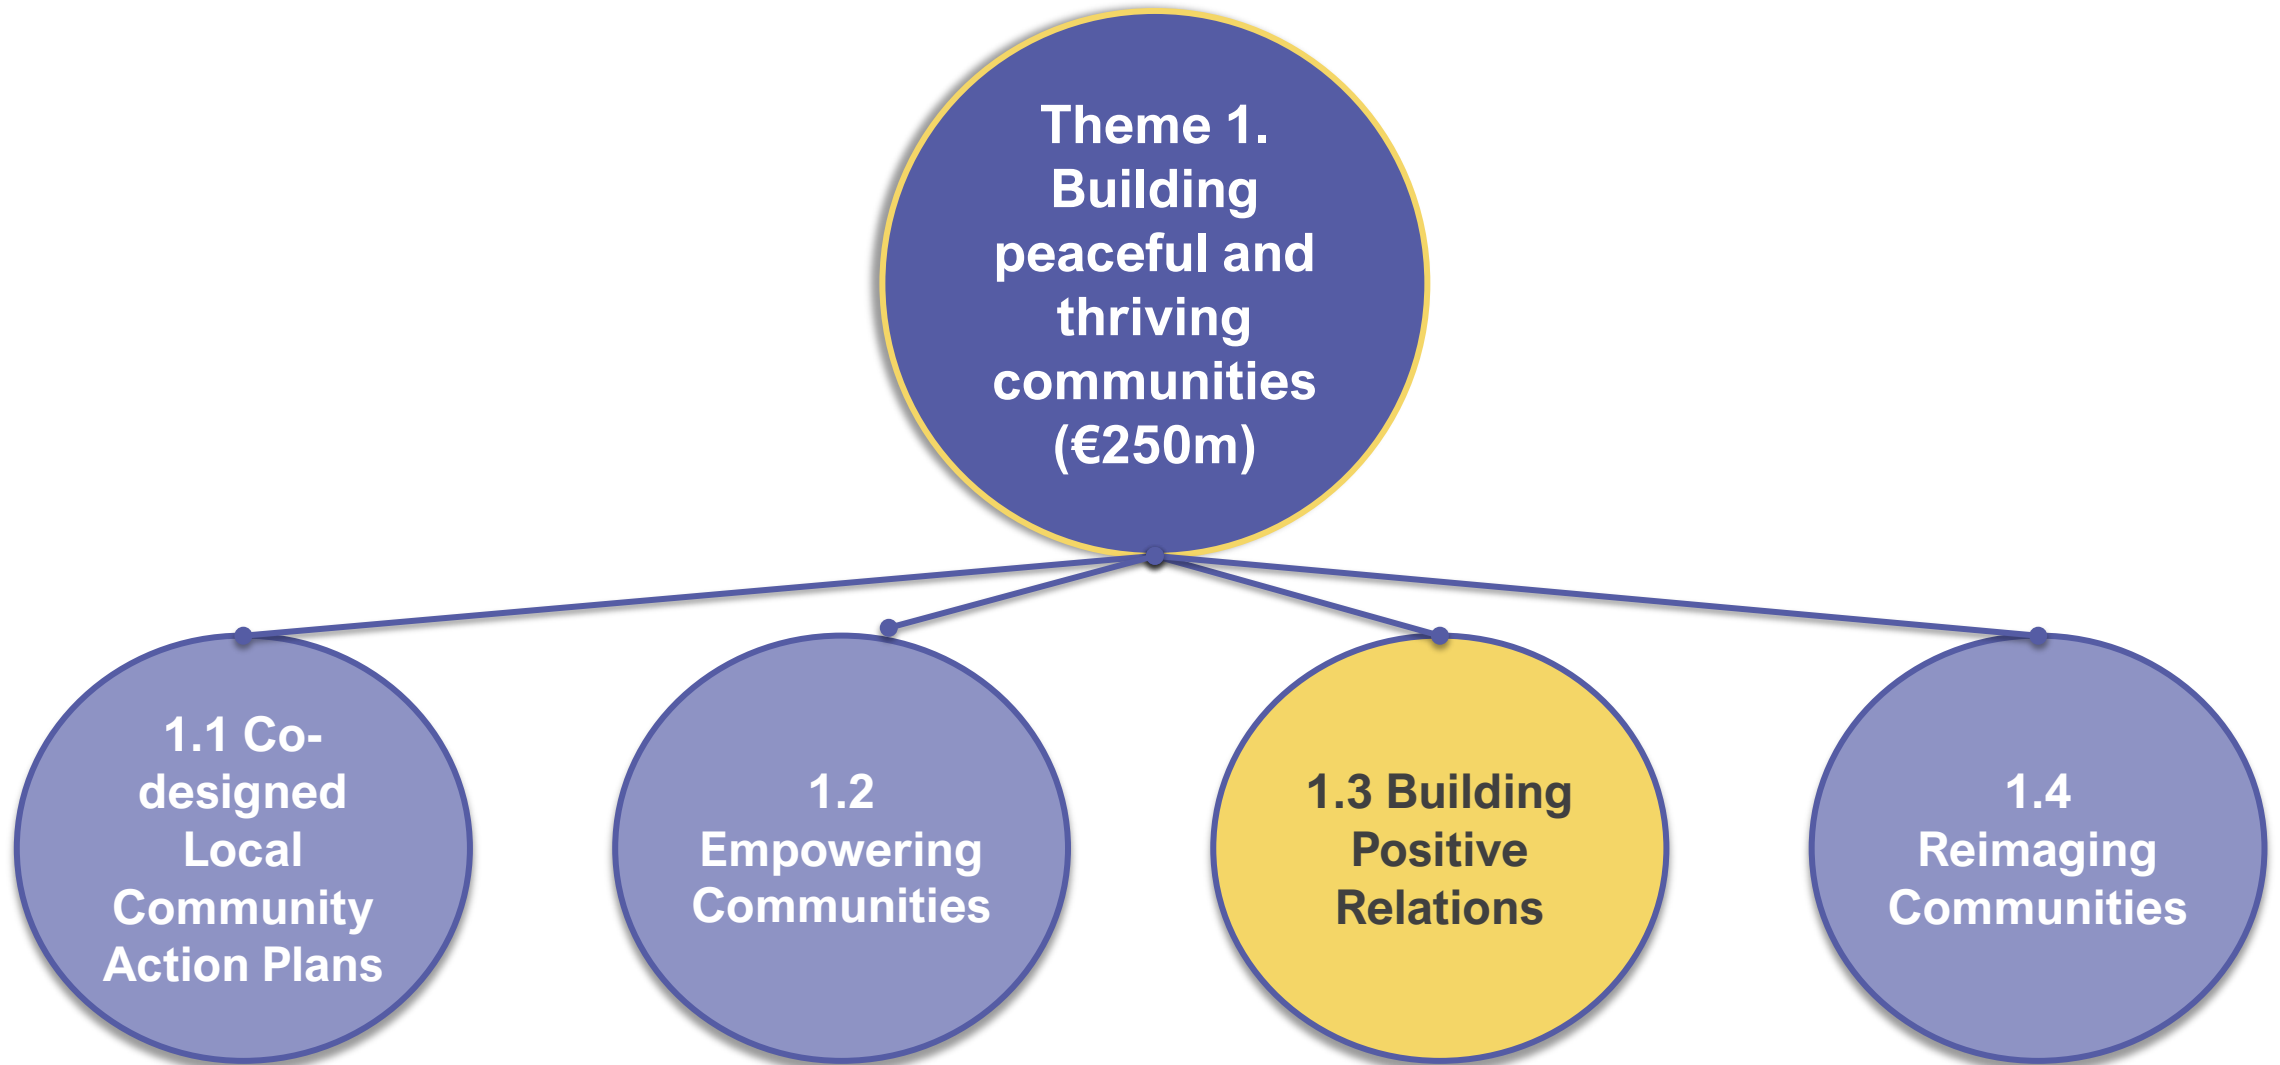 Theme 1.
Building
peaceful and
thriving
communities
(€250m)
1.1 Co-
designed
Local
Community
Action Plans
1.2
Empowering
Communities
1.3 Building
Positive
Relations
1.4
Reimaging
Communities